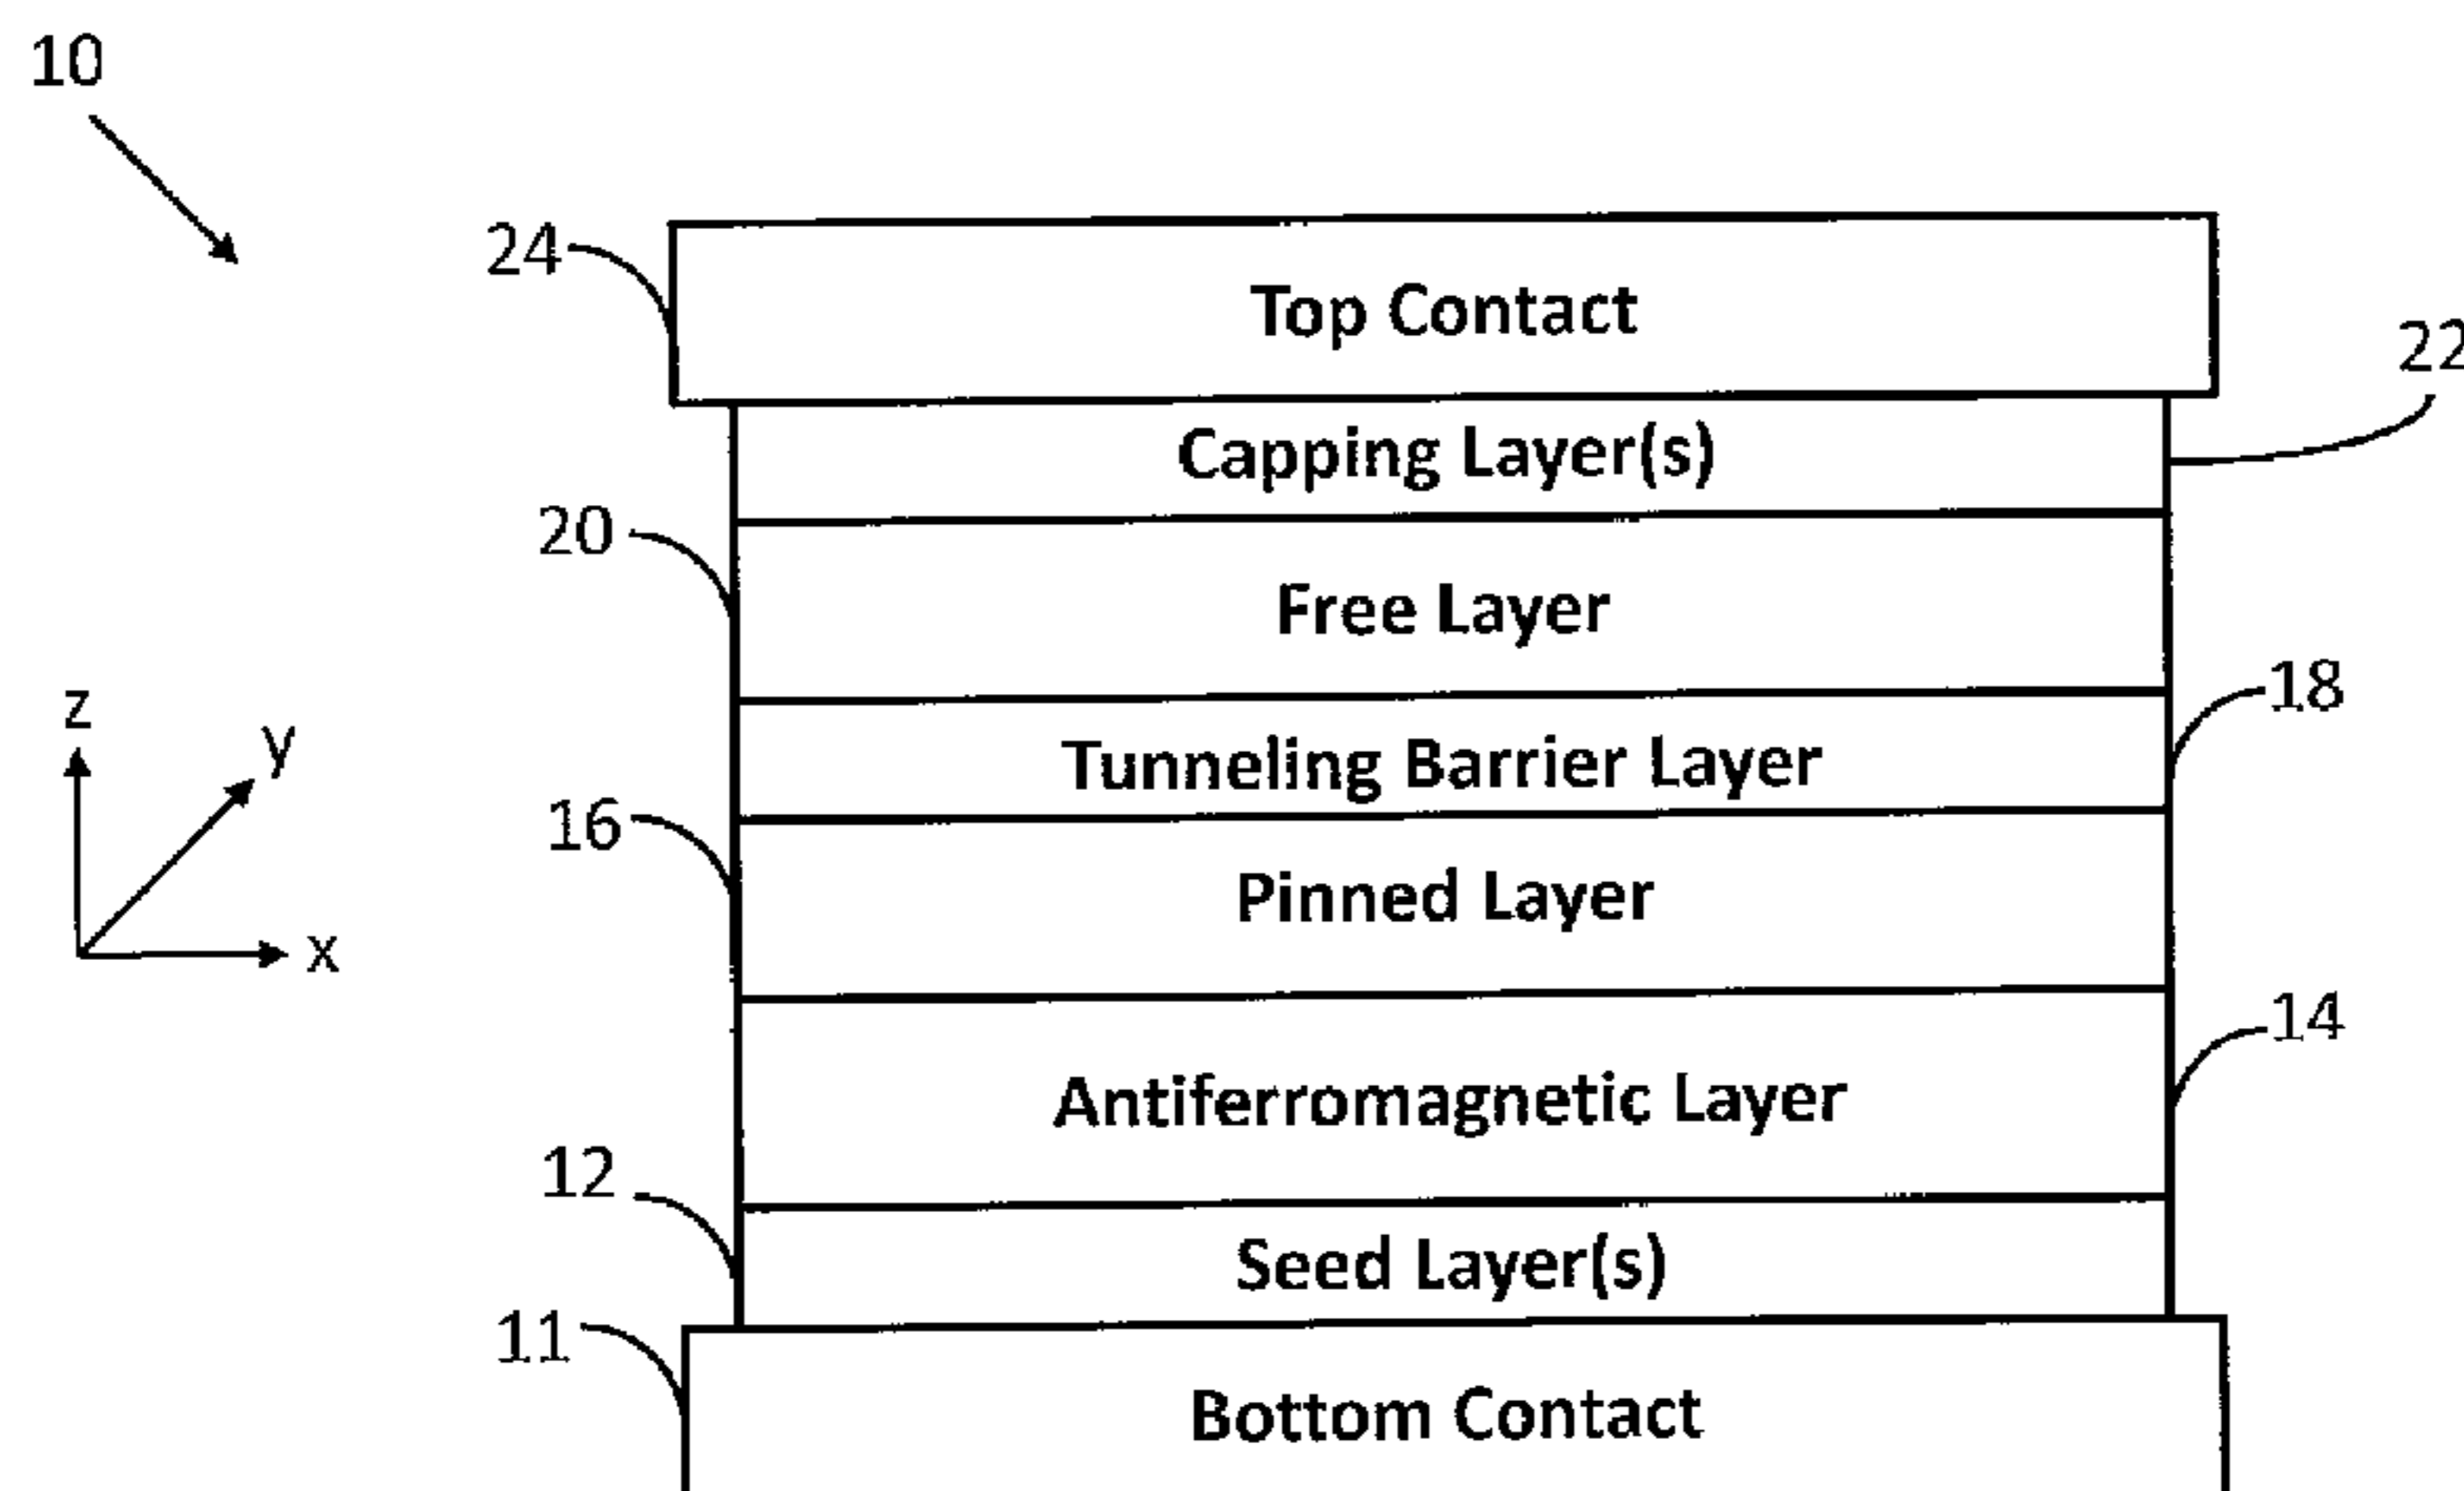 10
24
Top Contact
22
Capping Layer(s)
20
Free Layer
18
z
y
Tunneling Barrier Layer
16
Pinned Layer
x
14
Antiferromagnetic Layer
12
Seed Layer(s)
11
Bottom Contact